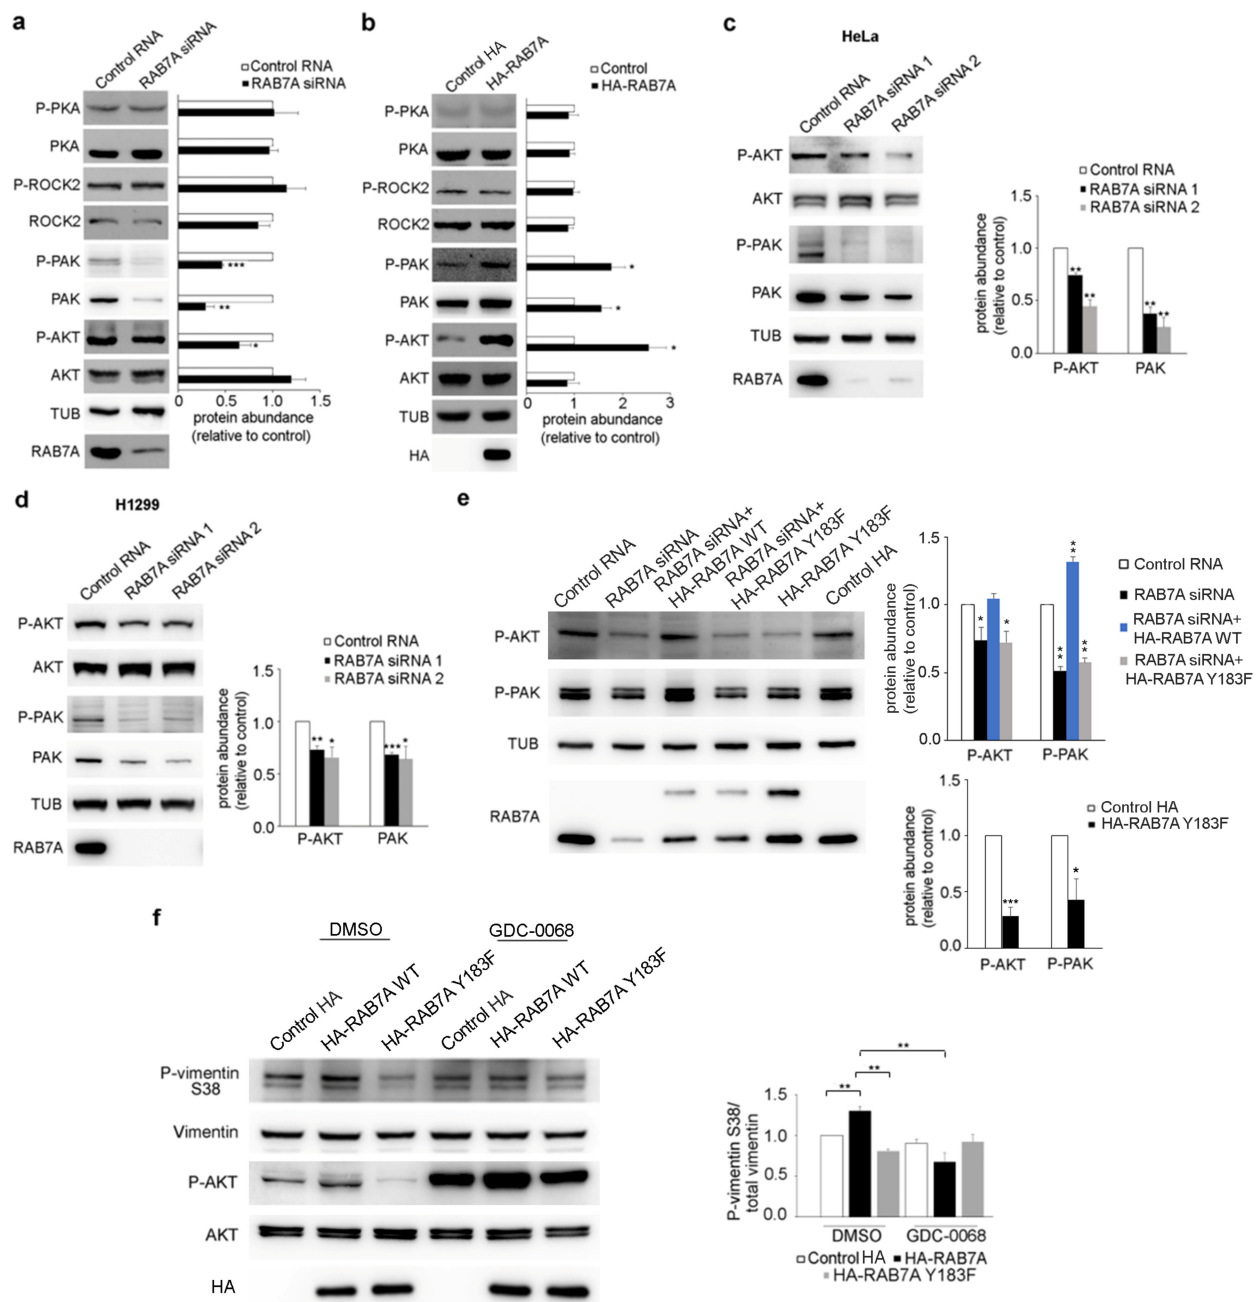 a
Control RNA
RAB7A siRNA
Control RNA
RAB7A siRNA
P-PKA
PKA
P-ROCK2
ROCK2
P-PAK
***
PAK
**
P-AKT
*
AKT
TUB
RAB7A
0 0.5 1.0 1.5
protein abundance
(relative to control)
b
Control HA
HA-RAB7A
Control
HA-RAB7A
P-PKA
PKA
P-ROCK2
ROCK2
P-PAK
*
PAK
*
P-AKT
*
AKT
TUB
HA
0 1 2 3
protein abundance
(relative to control)
c
HeLa
Control RNA
RAB7A siRNA 1
RAB7A siRNA 2
P-AKT
AKT
P-PAK
PAK
TUB
RAB7A
Control RNA
RAB7A siRNA 1
RAB7A siRNA 2
protein abundance
(relative to control)
1.5
1.0
0.5
0.0
** ** ** **
P-AKT PAK
d
H1299
Control RNA
RAB7A siRNA 1
RAB7A siRNA 2
P-AKT
AKT
P-PAK
PAK
TUB
RAB7A
Control RNA
RAB7A siRNA 1
RAB7A siRNA 2
protein abundance
(relative to control)
1.5
1.0
0.5
0.0
** * *** *
P-AKT PAK
e
Control RNA
RAB7A siRNA
RAB7A siRNA+
HA-RAB7A WT
RAB7A siRNA+
HA-RAB7A Y183F
HA-RAB7A Y183F
Control HA
P-AKT
P-PAK
TUB
RAB7A
protein abundance
(relative to control)
1.5
1.0
0.5
0.0
* * ** ** **
P-AKT P-PAK
Control RNA
RAB7A siRNA
RAB7A siRNA+
HA-RAB7A WT
RAB7A siRNA+
HA-RAB7A Y183F
protein abundance
(relative to control)
1.5
1.0
0.5
0.0
*** *
P-AKT P-PAK
Control HA
HA-RAB7A Y183F
f
DMSO
GDC-0068
Control HA
HA-RAB7A WT
HA-RAB7A Y183F
Control HA
HA-RAB7A WT
HA-RAB7A Y183F
P-vimentin
S38
Vimentin
P-AKT
AKT
HA
P-vimentin S38/
total vimentin
1.5
1.0
0.5
0.0
**
**
**
DMSO GDC-0068
Control HA HA-RAB7A
HA-RAB7A Y183F